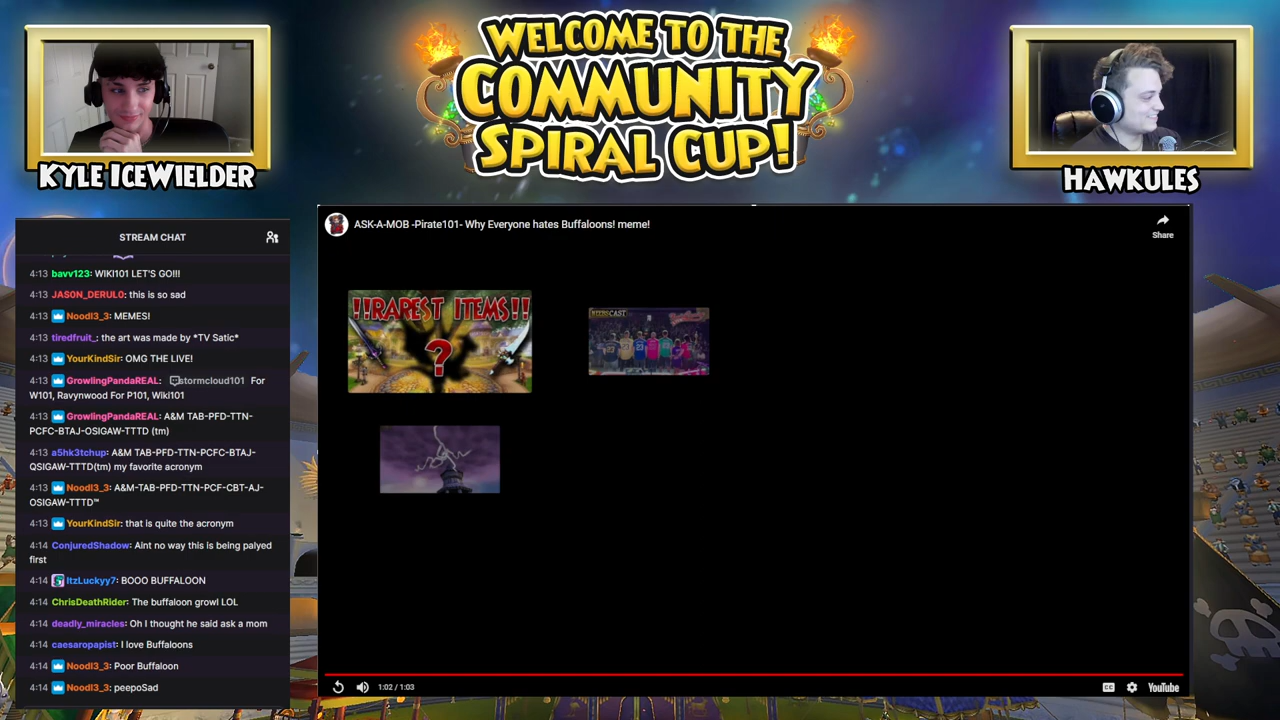 WELCOME TO THE
COMMUNITY
SPIRAL CUP!
KYLE ICEWIELDER
HAWKULES
STREAM CHAT
4:13 bavv123: WIKI101 LET'S GO!!!
4:13 JAS0N_DERUL0: this is so sad
4:13 Noodl3_3: MEMES!
4:13 tiredfruit_: the art was made by *TV Satic*
4:13 YourKindSir: OMG THE LIVE!
4:13 GrowlingPandaREAL: stormcloud101 For
W101, Ravynwood For P101, Wiki101
4:13 GrowlingPandaREAL: A&M TAB-PFD-TTN-
PCFC-BTAJ-OSIGAW-TTTD (tm)
4:13 a5hk3tchup: A&M TAB-PFD-TTN-PCFC-BTAJ-
QSIGAW-TTTD(tm) my favorite acronym
4:13 Noodl3_3: A&M-TAB-PFD-TTN-PCF-CBT-AJ-
OSIGAW-TTTD™
4:13 YourKindSir: that is quite the acronym
4:14 ConjuredShadow: Aint no way this is being palyed
first
4:14 ItzLuckyy7: BOOO BUFFALOON
4:14 ChrisDeathRider: The buffaloon growl LOL
4:14 deadly_miracles: Oh I thought he said ask a mom
4:14 caesaropapist: I love Buffaloons
4:14 Noodl3_3: Poor Buffaloon
4:14 Noodl3_3: peepoSad
ASK-A-MOB -Pirate101- Why Everyone hates Buffaloons! meme!
Share
!!RAREST ITEMS!!
?
1:02 / 1:03
CC
YouTube